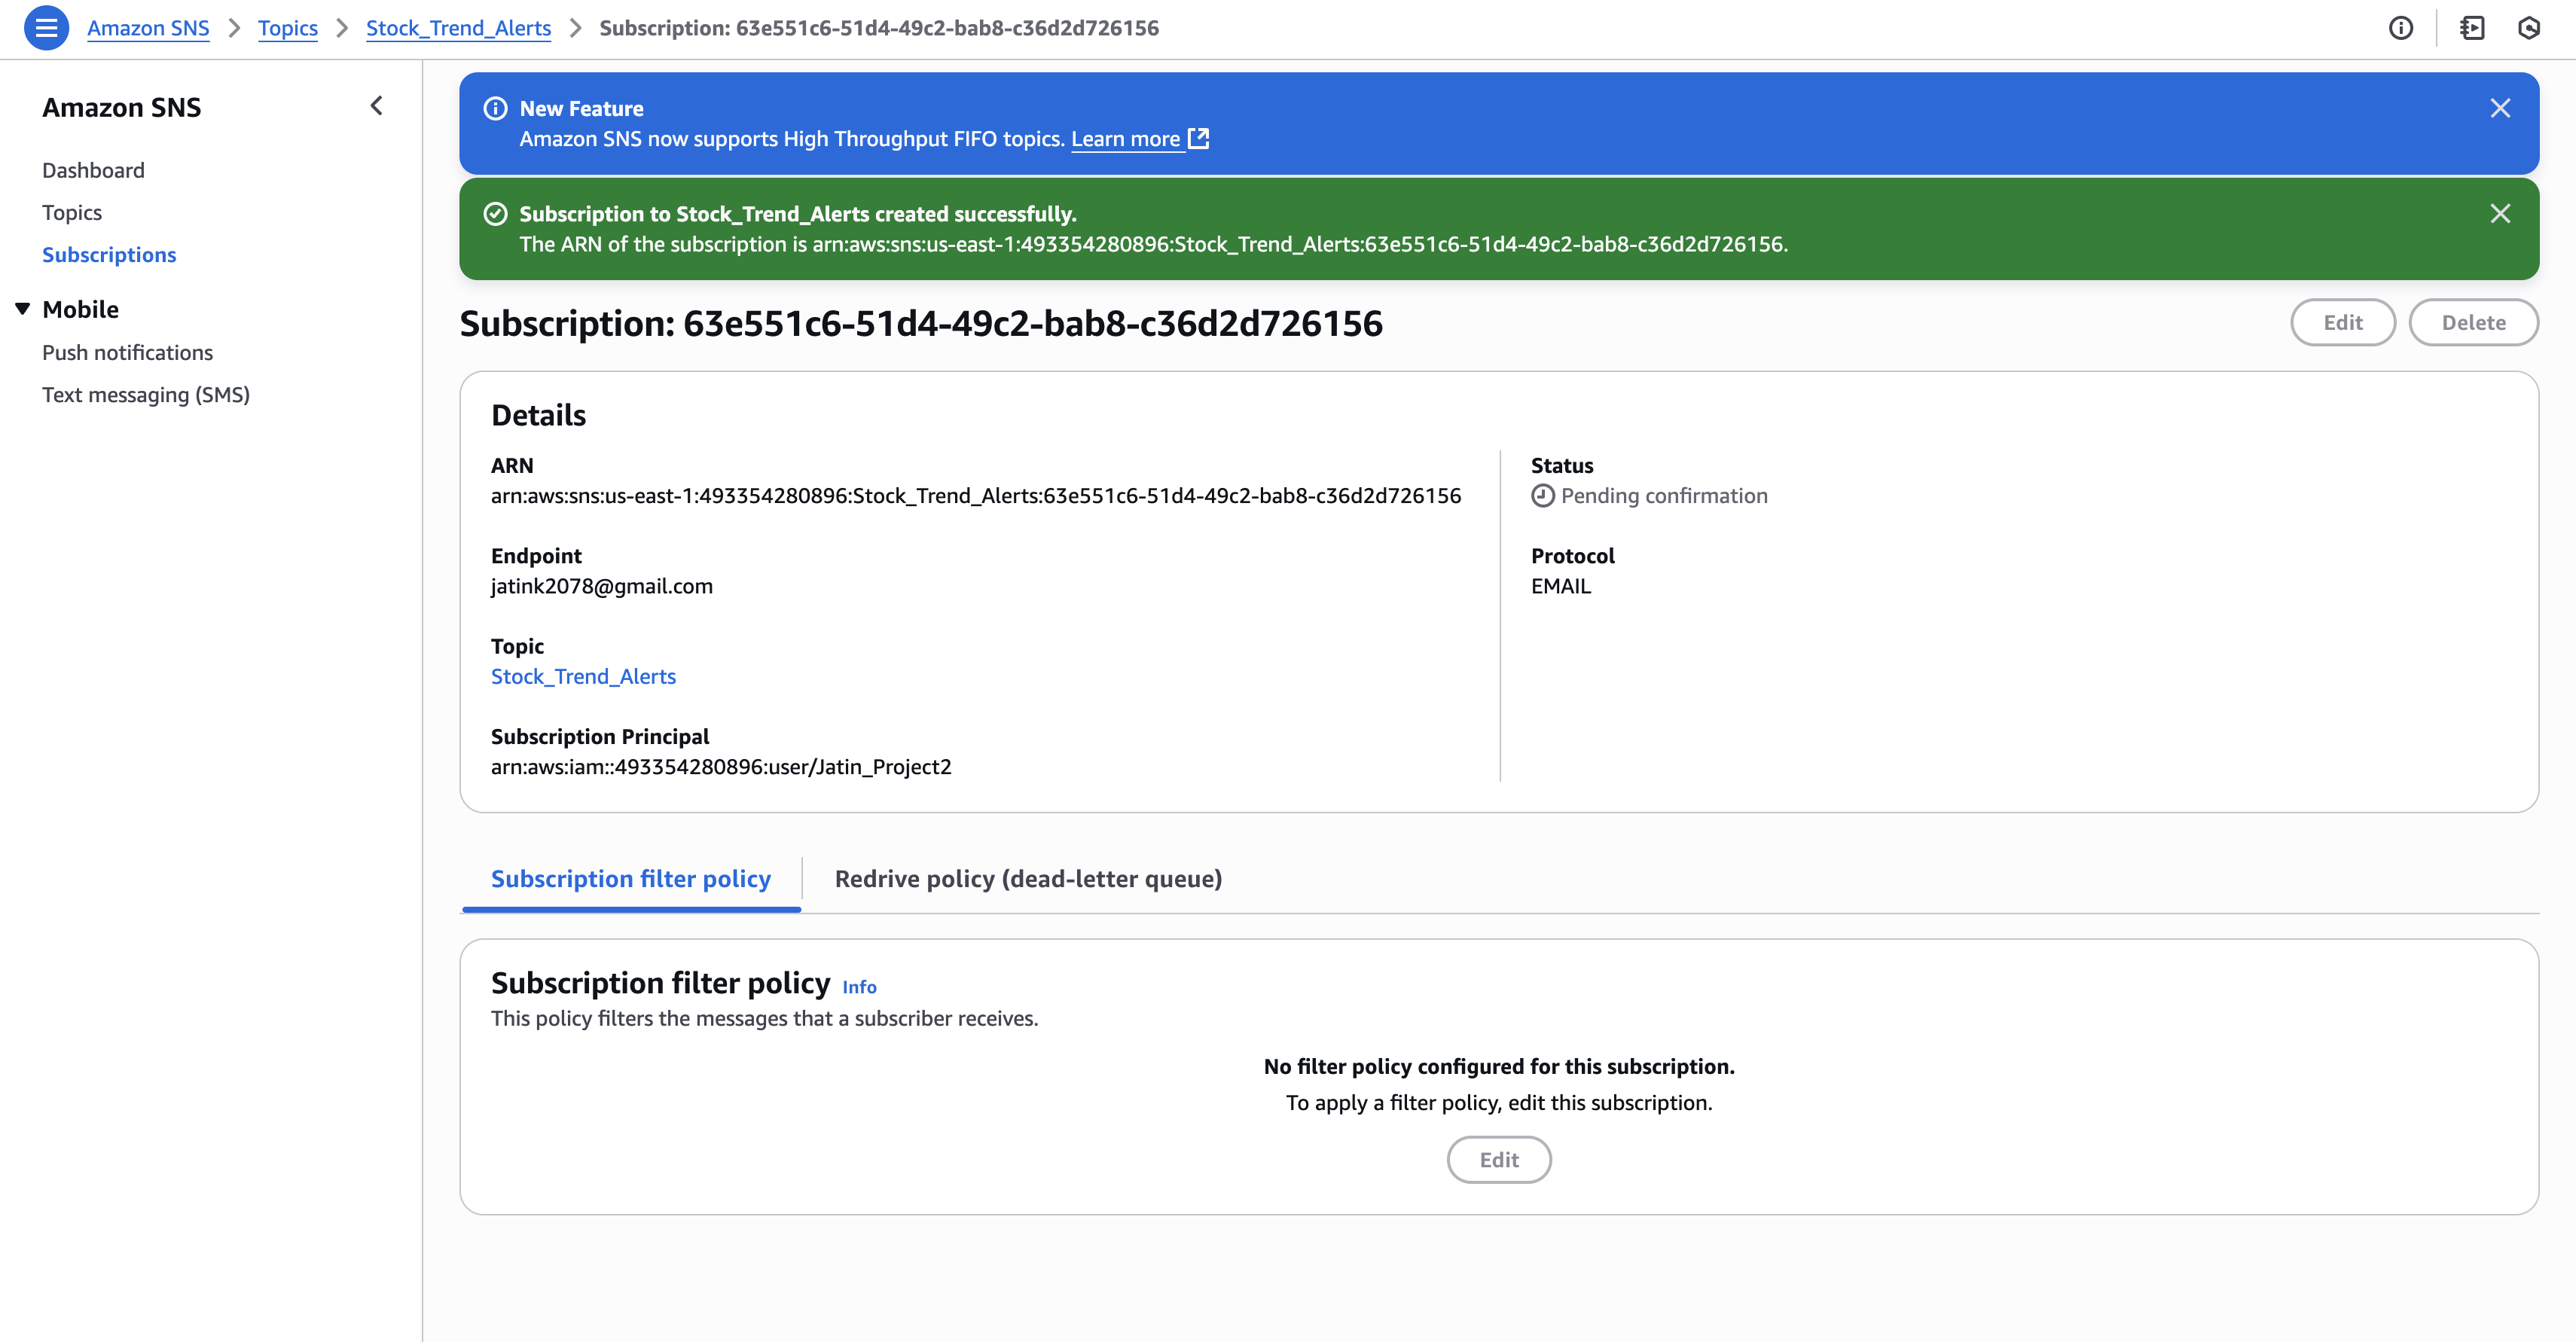 Amazon SNS > Topics > Stock_Trend_Alerts > Subscription: 63e551c6-51d4-49c2-bab8-c36d2d726156
Amazon SNS
Dashboard
Topics
Subscriptions
Mobile
Push notifications
Text messaging (SMS)
New Feature
Amazon SNS now supports High Throughput FIFO topics. Learn more
Subscription to Stock_Trend_Alerts created successfully.
The ARN of the subscription is arn:aws:sns:us-east-1:493354280896:Stock_Trend_Alerts:63e551c6-51d4-49c2-bab8-c36d2d726156.
Subscription: 63e551c6-51d4-49c2-bab8-c36d2d726156
Edit
Delete
Details
ARN
arn:aws:sns:us-east-1:493354280896:Stock_Trend_Alerts:63e551c6-51d4-49c2-bab8-c36d2d726156
Endpoint
jatink2078@gmail.com
Topic
Stock_Trend_Alerts
Subscription Principal
arn:aws:iam::493354280896:user/Jatin_Project2
Status
Pending confirmation
Protocol
EMAIL
Subscription filter policy
Redrive policy (dead-letter queue)
Subscription filter policy Info
This policy filters the messages that a subscriber receives.
No filter policy configured for this subscription.
To apply a filter policy, edit this subscription.
Edit